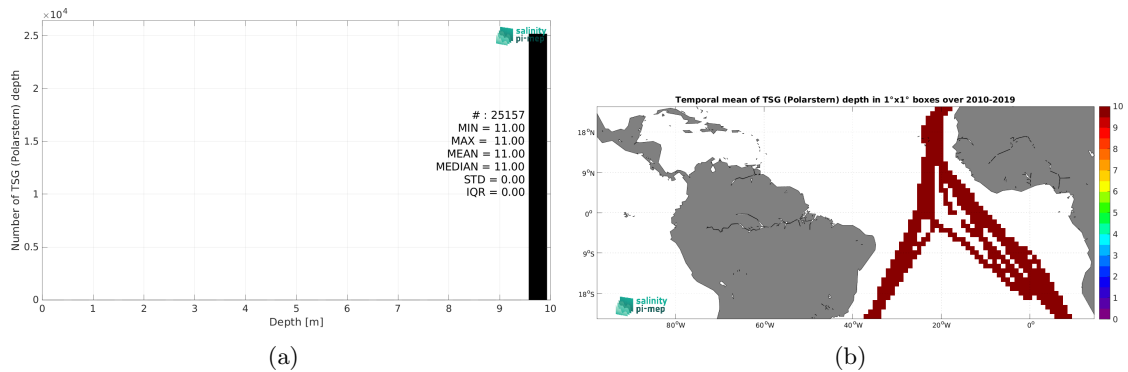 ×10⁴
salinity
pi-mep
# : 25157
MIN = 11.00
MAX = 11.00
MEAN = 11.00
MEDIAN = 11.00
STD = 0.00
IQR = 0.00
Number of TSG (Polarstern) depth
2.5
2
1.5
1
0.5
0
0 1 2 3 4 5 6 7 8 9 10
Depth [m]
(a)
Temporal mean of TSG (Polarstern) depth in 1°x1° boxes over 2010-2019
18°N
9°N
0°
9°S
18°S
80°W 60°W 40°W 20°W 0°
salinity
pi-mep
10
9
8
7
6
5
4
3
2
1
0
(b)